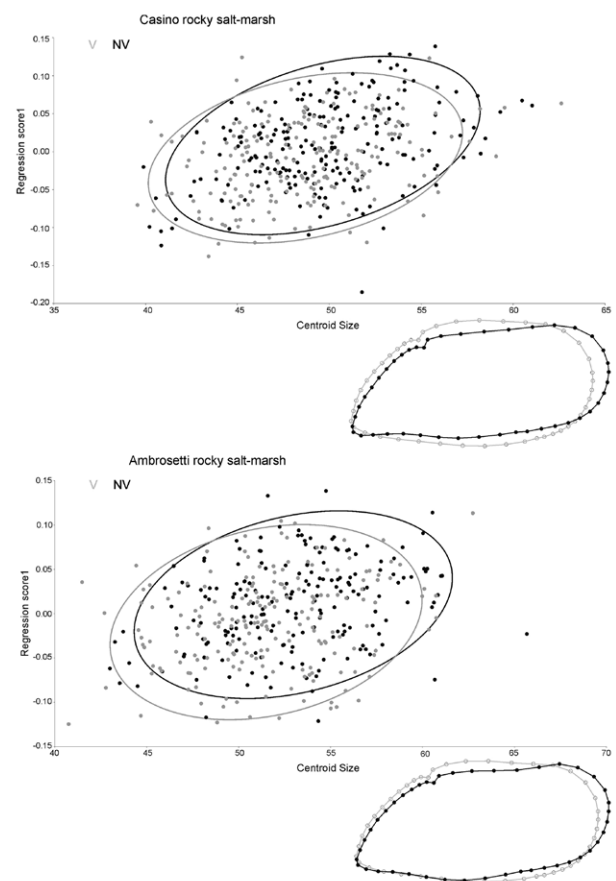 Casino rocky salt-marsh
V NV
0.15
0.10
0.05
0.00
-0.05
-0.10
-0.15
-0.20
Regression score1
35 40 45 50 55 60 65
Centroid Size
Ambrosetti rocky salt-marsh
V NV
0.15
0.10
0.05
0.00
-0.05
-0.10
-0.15
Regression score1
40 45 50 55 60 65 70
Centroid Size